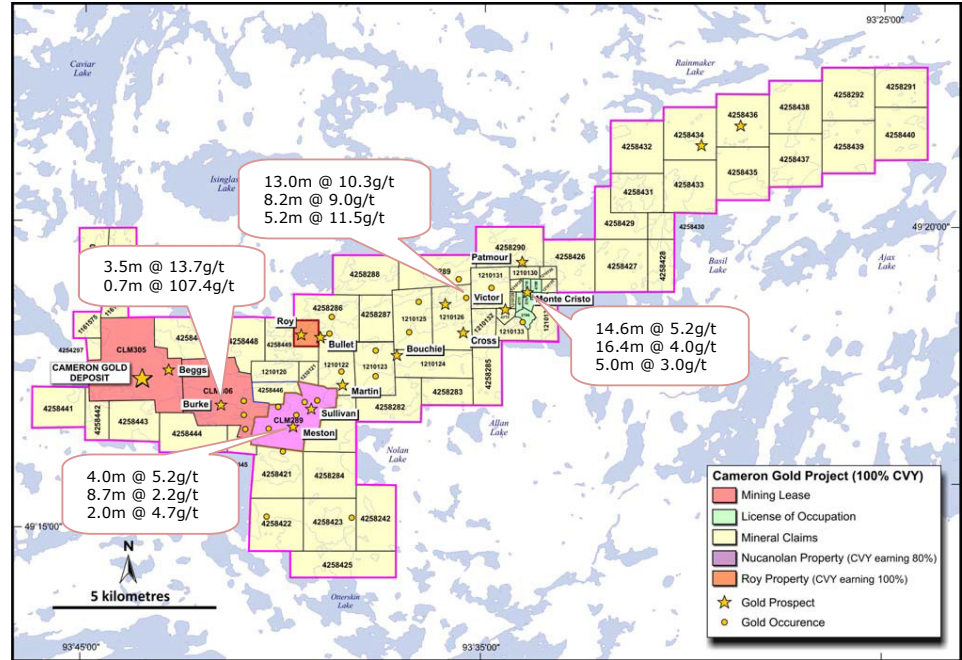 93°25'00"
Caviar
Lake
Rainmaker
Lake
4258291
4258292
4258438
4258436
4258434
4258432
4258440
4258439
4258437
4258435
4258433
4258431
Isinglass
Lake
13.0m @ 10.3g/t
8.2m @ 9.0g/t
5.2m @ 11.5g/t
4258429
4258430
49°20'00"
4258428
4258427
4258426
4258290
Basil
Lake
Ajax
Lake
Patmour
3.5m @ 13.7g/t
0.7m @ 107.4g/t
4258288
289
1210131
1210130
Victor
Monte Cristo
4258286
4258287
1210125
1210126
1210132
1210133
14.6m @ 5.2g/t
16.4m @ 4.0g/t
5.0m @ 3.0g/t
1161575
Roy
Bullet
Bouchiel
Cross
4254297
CLM305
4258448
4258449
CAMERON GOLD
DEPOSIT
Beggs
1210120
1210121
1210122
1210123
1210124
4258285
4258446
Martin
4258283
4258282
4258441
4258442
4258443
4258444
Burke
CLM289
Sullivan
Meston
Allan
Lake
Nolan
Lake
4.0m @ 5.2g/t
8.7m @ 2.2g/t
2.0m @ 4.7g/t
4258421
4258284
4258422
4258423
4258242
4258425
49°15'00"
N
5 kilometres
Otterskin
Lake
93°45'00"
93°35'00"
Cameron Gold Project (100% CVY)
Mining Lease
License of Occupation
Mineral Claims
Nucanolan Property (CVY earning 80%)
Roy Property (CVY earning 100%)
Gold Prospect
Gold Occurence